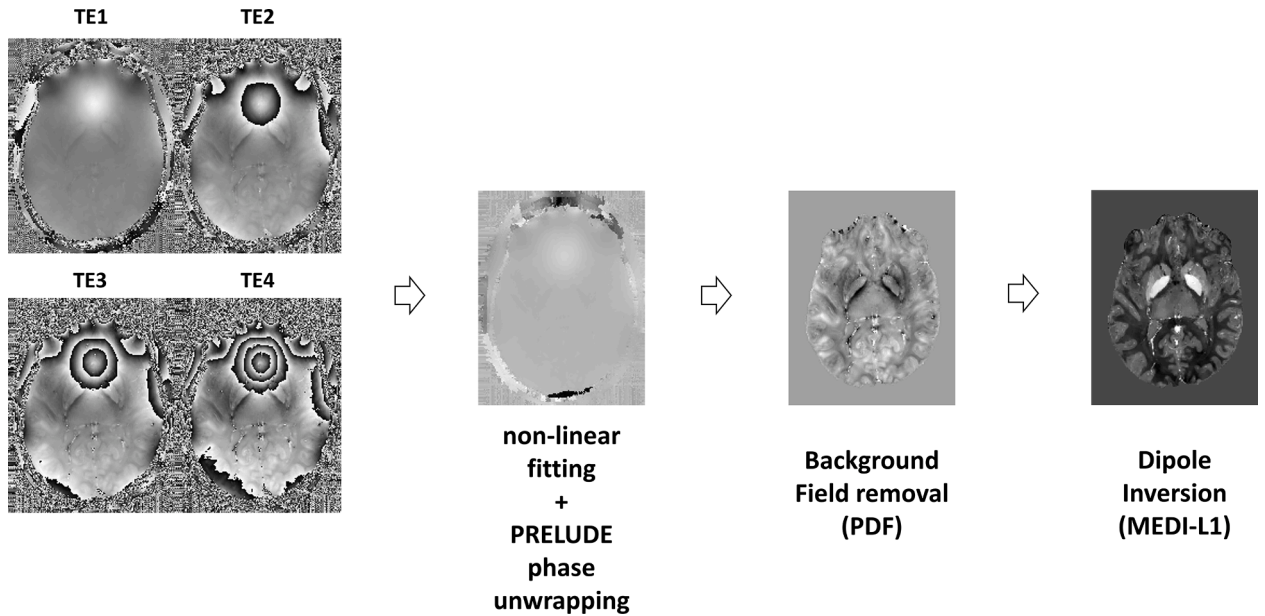 TE1
TE2
TE3
TE4
non-linear
fitting
+
PRELUDE
phase
unwrapping
Background
Field removal
(PDF)
Dipole
Inversion
(MEDI-L1)